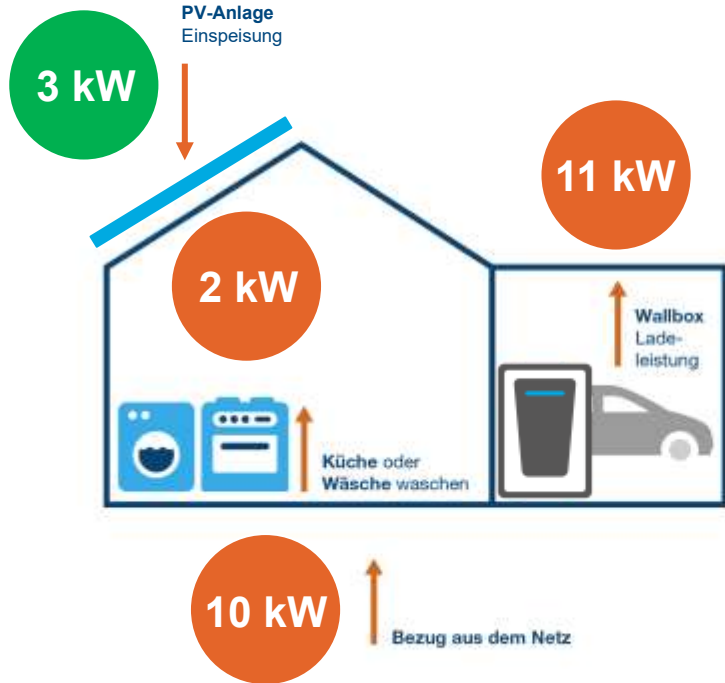 PV-Anlage
Einspeisung
3 kW
11 kW
2 kW
Wallbox
Lade-
leistung
Küche oder
Wäsche waschen
10 kW
Bezug aus dem Netz